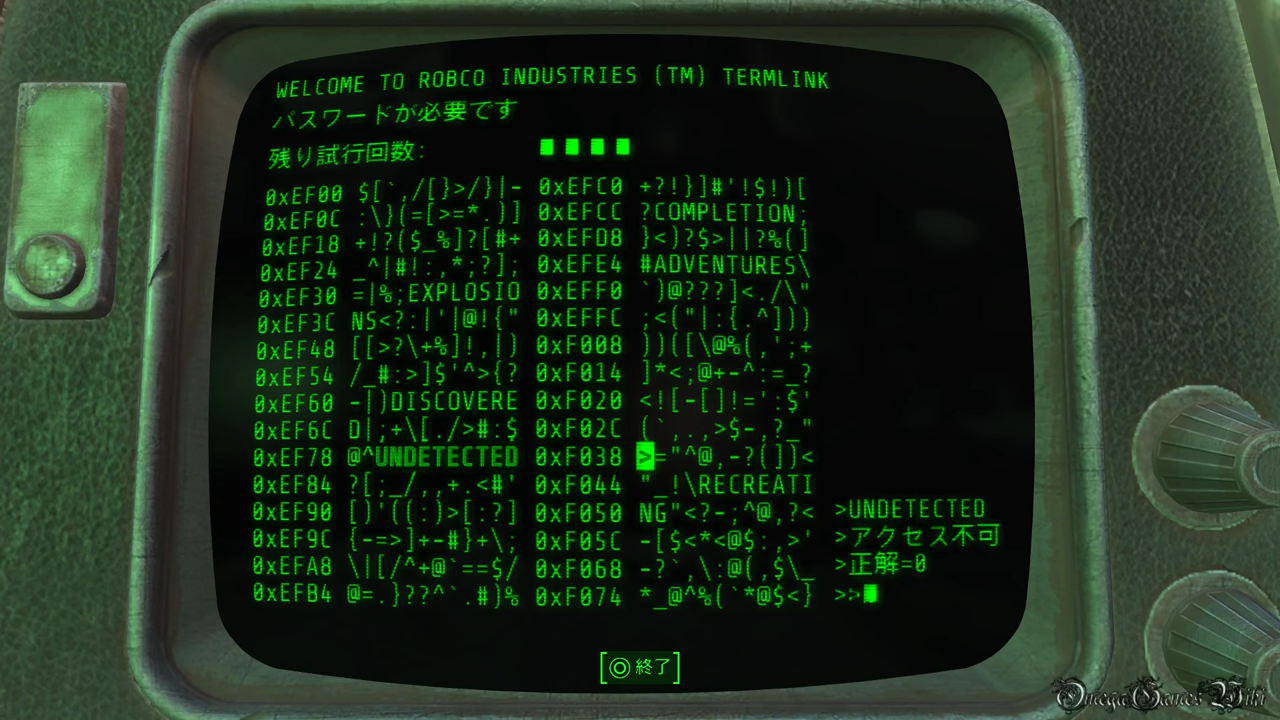 WELCOME TO ROBCO INDUSTRIES (TM) TERMLINK
パスワードが必要です
残り試行回数: ■ ■ ■ ■
0xEF00 $[`,/[}>/}|- 0xEFC0 +?!}]#'!$!)[
0xEF0C :\}(=[>=*.)] 0xEFCC ?COMPLETION;
0xEF18 +!?($_%]?[#+ 0xEFD8 }<)?$>||?%(]
0xEF24 _^|#!:,*;?]; 0xEFE4 #ADVENTURES\
0xEF30 =|%;EXPLOSIO 0xEFF0 `)@???]<./\"
0xEF3C NS<?:|'|@!{" 0xEFFC ;<("|:{.^]))
0xEF48 [[>?\+%]!,|) 0xF008 ))([\@%(,';+
0xEF54 /_#:>]$'^>{? 0xF014 ]*<;@+-^:=_?
0xEF60 -|)DISCOVERE 0xF020 <![-[]!=':$'
0xEF6C D|;+\[./>#:$ 0xF02C (`,.,>$-,?_"
0xEF78 @^UNDETECTED 0xF038 >="^@,-?(])<
0xEF84 ?[;_/,,+.<#' 0xF044 "_!\RECREATI
0xEF90 [)'((:)>[:?] 0xF050 NG"<?-;^@,?< >UNDETECTED
0xEF9C {-=>]+-#}+\; 0xF05C -[$<*<@$:,>' >アクセス不可
0xEFA8 \|[/^+@`==$/ 0xF068 -?`,\:@(,$\_ >正解=0
0xEFB4 @=.}??^`.#)% 0xF074 *_@^%(`*@$<} >>■
[◎ 終了]
Omega Games Wiki